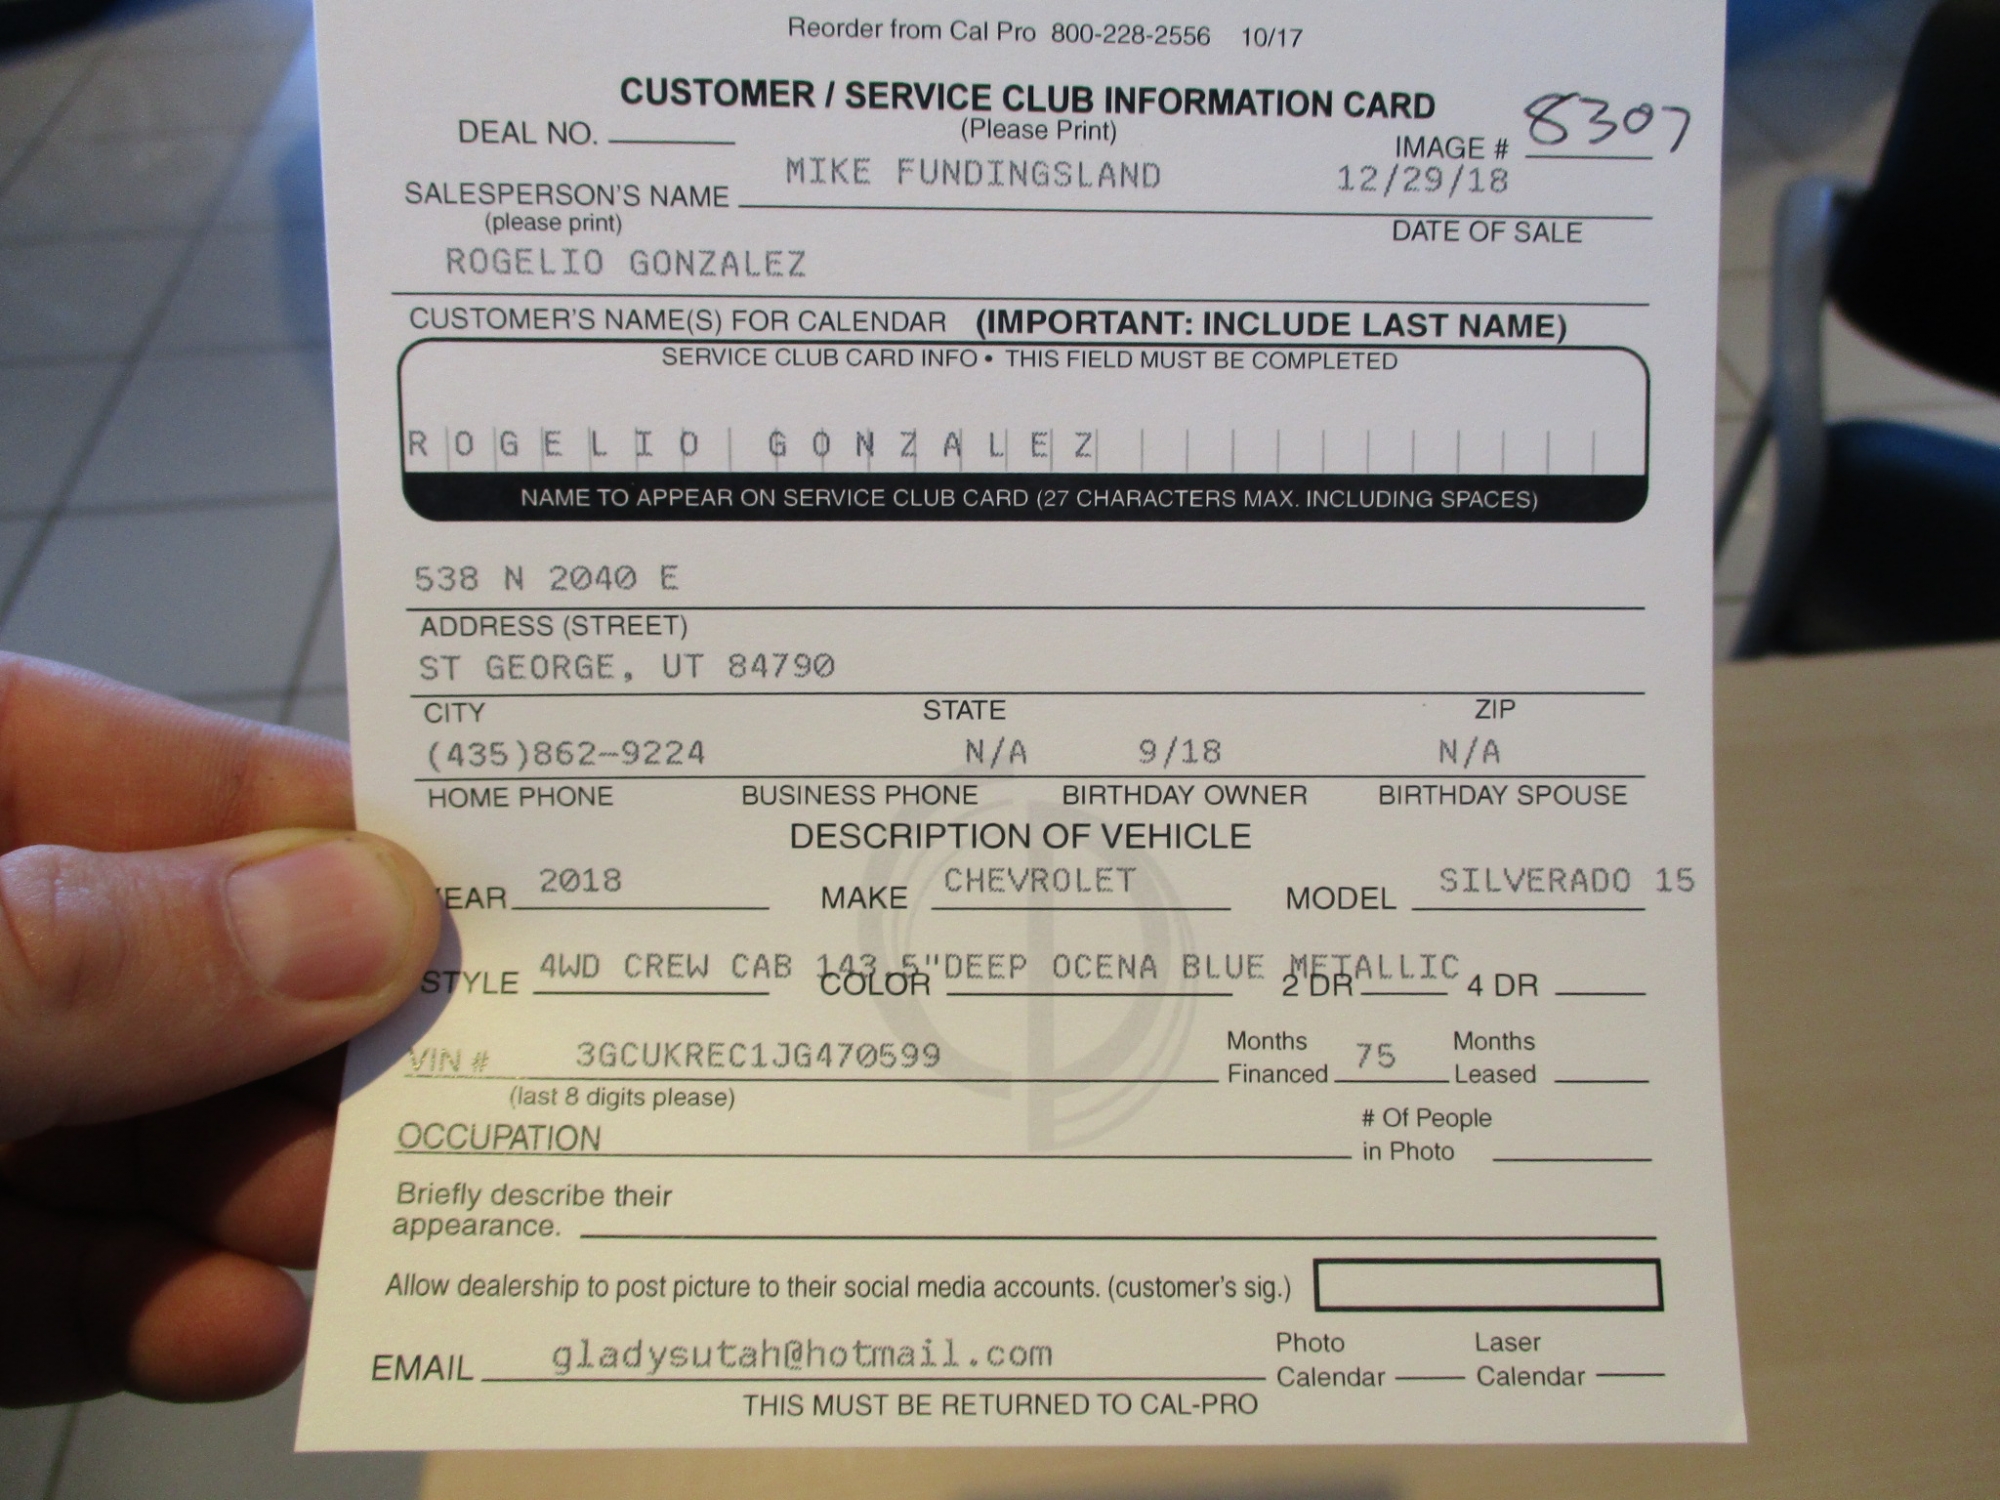 Reorder from Cal Pro 800-228-2556 10/17
CUSTOMER / SERVICE CLUB INFORMATION CARD
DEAL NO. (Please Print) IMAGE # 8307
SALESPERSON'S NAME MIKE FUNDINGSLAND 12/29/18
(please print) DATE OF SALE
ROGELIO GONZALEZ
CUSTOMER'S NAME(S) FOR CALENDAR (IMPORTANT: INCLUDE LAST NAME)
SERVICE CLUB CARD INFO • THIS FIELD MUST BE COMPLETED
ROGELIO GONZALEZ
NAME TO APPEAR ON SERVICE CLUB CARD (27 CHARACTERS MAX. INCLUDING SPACES)
538 N 2040 E
ADDRESS (STREET)
ST GEORGE, UT 84790
CITY STATE ZIP
(435)862-9224 N/A 9/18 N/A
HOME PHONE BUSINESS PHONE BIRTHDAY OWNER BIRTHDAY SPOUSE
DESCRIPTION OF VEHICLE
YEAR 2018 MAKE CHEVROLET MODEL SILVERADO 15
STYLE 4WD CREW CAB 143.5" COLOR DEEP OCENA BLUE METALLIC 2 DR 4 DR
VIN # 3GCUKREC1JG470599 Months Financed 75 Months Leased
(last 8 digits please)
OCCUPATION # Of People in Photo
Briefly describe their
appearance.
Allow dealership to post picture to their social media accounts. (customer's sig.)
EMAIL gladysutah@hotmail.com Photo Calendar Laser Calendar
THIS MUST BE RETURNED TO CAL-PRO